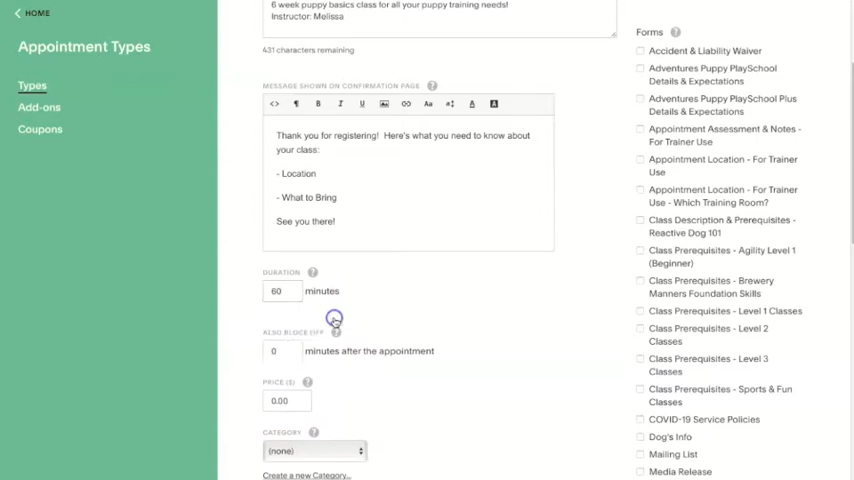 HOME
Appointment Types
Types
Add-ons
Coupons
6 week puppy basics class for all your puppy training needs!
Instructor: Melissa
431 characters remaining
MESSAGE SHOWN ON CONFIRMATION PAGE ?
<> ¶ B I U Aa A A
Thank you for registering! Here's what you need to know about
your class:
- Location
- What to Bring
See you there!
DURATION ?
60 minutes
ALSO BLOCK OFF ?
0 minutes after the appointment
PRICE ($) ?
0.00
CATEGORY ?
(none)
Create a new Category...
Forms ?
Accident & Liability Waiver
Adventures Puppy PlaySchool
Details & Expectations
Adventures Puppy PlaySchool Plus
Details & Expectations
Appointment Assessment & Notes -
For Trainer Use
Appointment Location - For Trainer
Use
Appointment Location - For Trainer
Use - Which Training Room?
Class Description & Prerequisites -
Reactive Dog 101
Class Prerequisites - Agility Level 1
(Beginner)
Class Prerequisites - Brewery
Manners Foundation Skills
Class Prerequisites - Level 1 Classes
Class Prerequisites - Level 2
Classes
Class Prerequisites - Level 3
Classes
Class Prerequisites - Sports & Fun
Classes
COVID-19 Service Policies
Dog's Info
Mailing List
Media Release